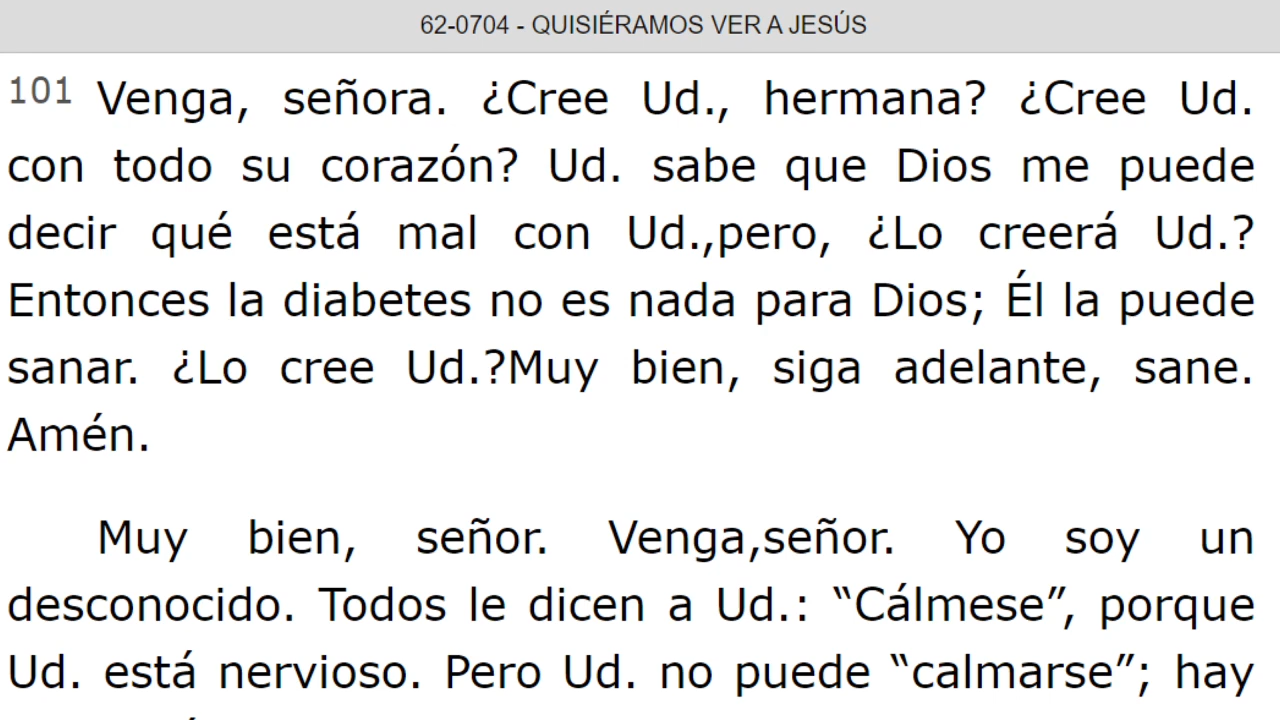 62-0704 - QUISIÉRAMOS VER A JESÚS
101 Venga, señora. ¿Cree Ud., hermana? ¿Cree Ud.
con todo su corazón? Ud. sabe que Dios me puede
decir qué está mal con Ud.,pero, ¿Lo creerá Ud.?
Entonces la diabetes no es nada para Dios; Él la puede
sanar. ¿Lo cree Ud.?Muy bien, siga adelante, sane.
Amén.
Muy bien, señor. Venga,señor. Yo soy un
desconocido. Todos le dicen a Ud.: “Cálmese”, porque
Ud. está nervioso. Pero Ud. no puede “calmarse”; hay